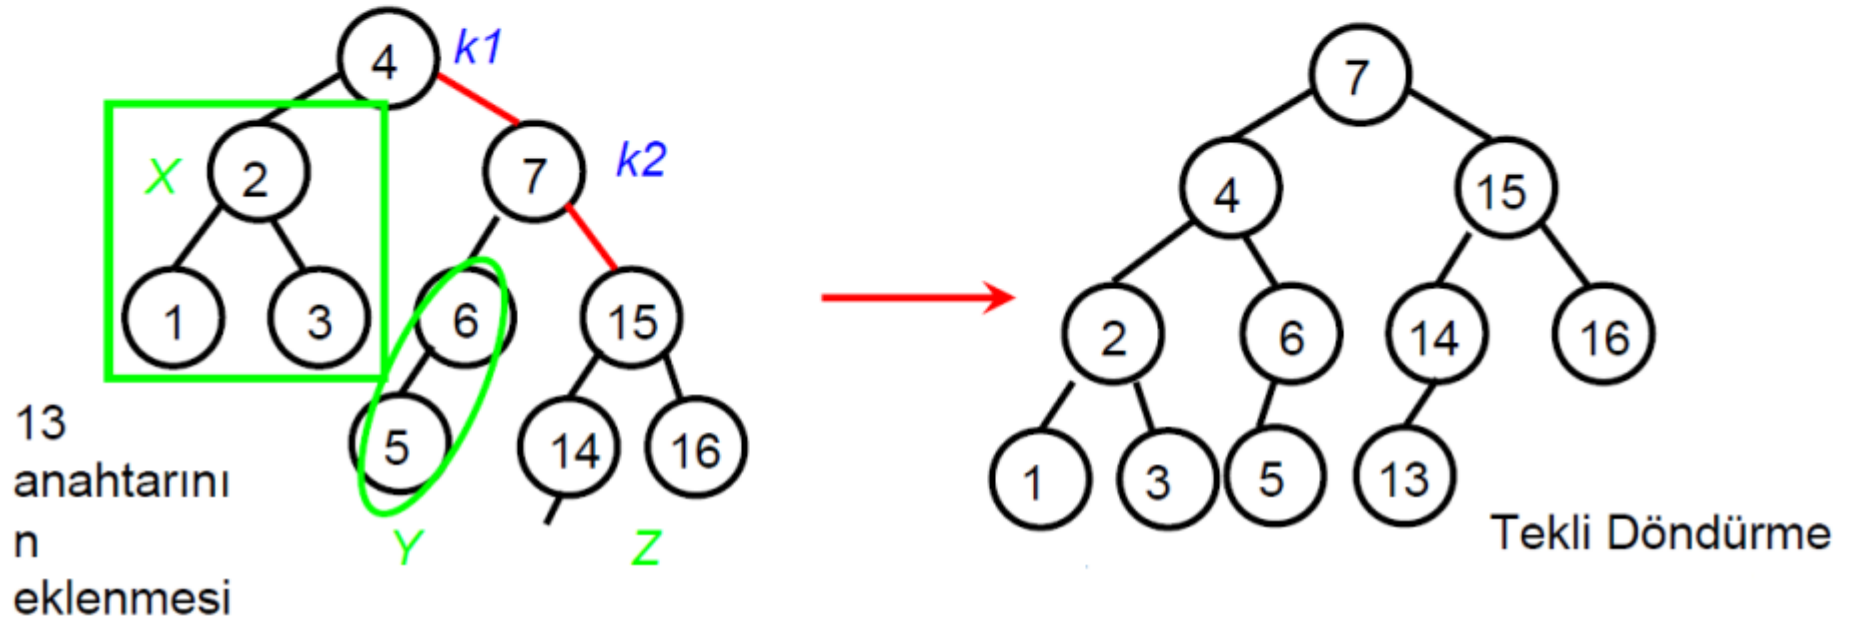 4 k1
X 2 7 k2
1 3 6 15
5 14 16
Y Z
13
anahtarını
n
eklenmesi
7
4 15
2 6 14 16
1 3 5 13
Tekli Döndürme